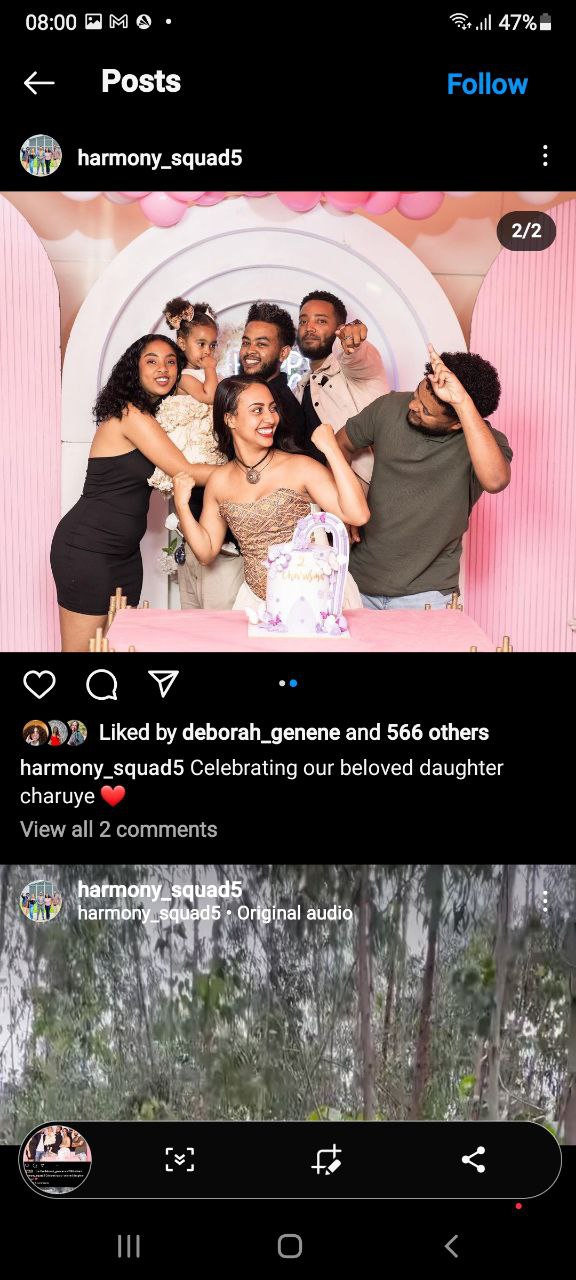 08:00
47%
Posts
Follow
harmony_squad5
2/2
2
Liked by deborah_genene and 566 others
harmony_squad5 Celebrating our beloved daughter
charuye ❤️
View all 2 comments
harmony_squad5
harmony_squad5 • Original audio